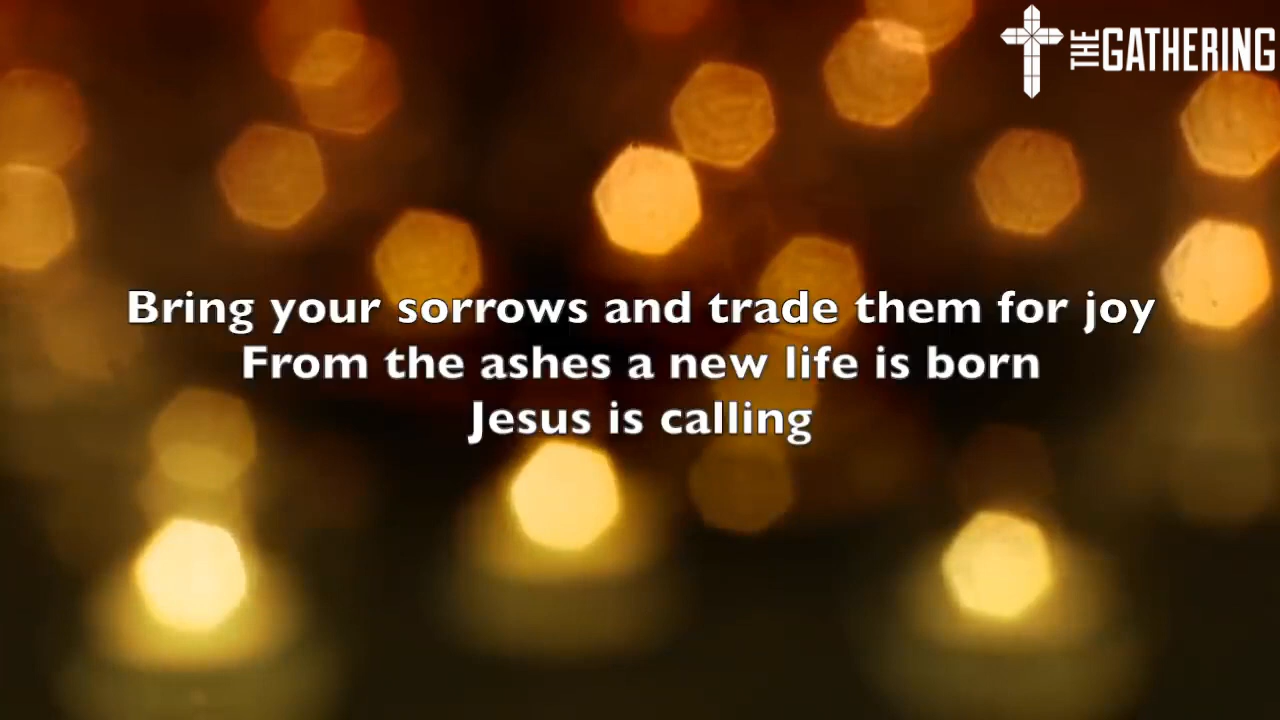 THE GATHERING
Bring your sorrows and trade them for joy
From the ashes a new life is born
Jesus is calling